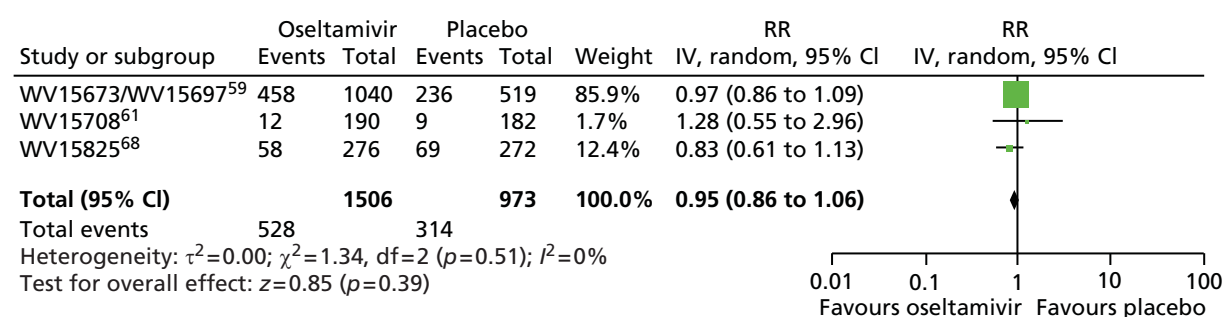 Oseltamivir Placebo RR RR
Study or subgroup Events Total Events Total Weight IV, random, 95% CI IV, random, 95% CI
WV15673/WV15697⁵⁹ 458 1040 236 519 85.9% 0.97 (0.86 to 1.09)
WV15708⁶¹ 12 190 9 182 1.7% 1.28 (0.55 to 2.96)
WV15825⁶⁸ 58 276 69 272 12.4% 0.83 (0.61 to 1.13)
Total (95% CI) 1506 973 100.0% 0.95 (0.86 to 1.06)
Total events 528 314
Heterogeneity: τ²=0.00; χ²=1.34, df=2 (p=0.51); I²=0%
Test for overall effect: z=0.85 (p=0.39)
0.01 0.1 1 10 100
Favours oseltamivir Favours placebo